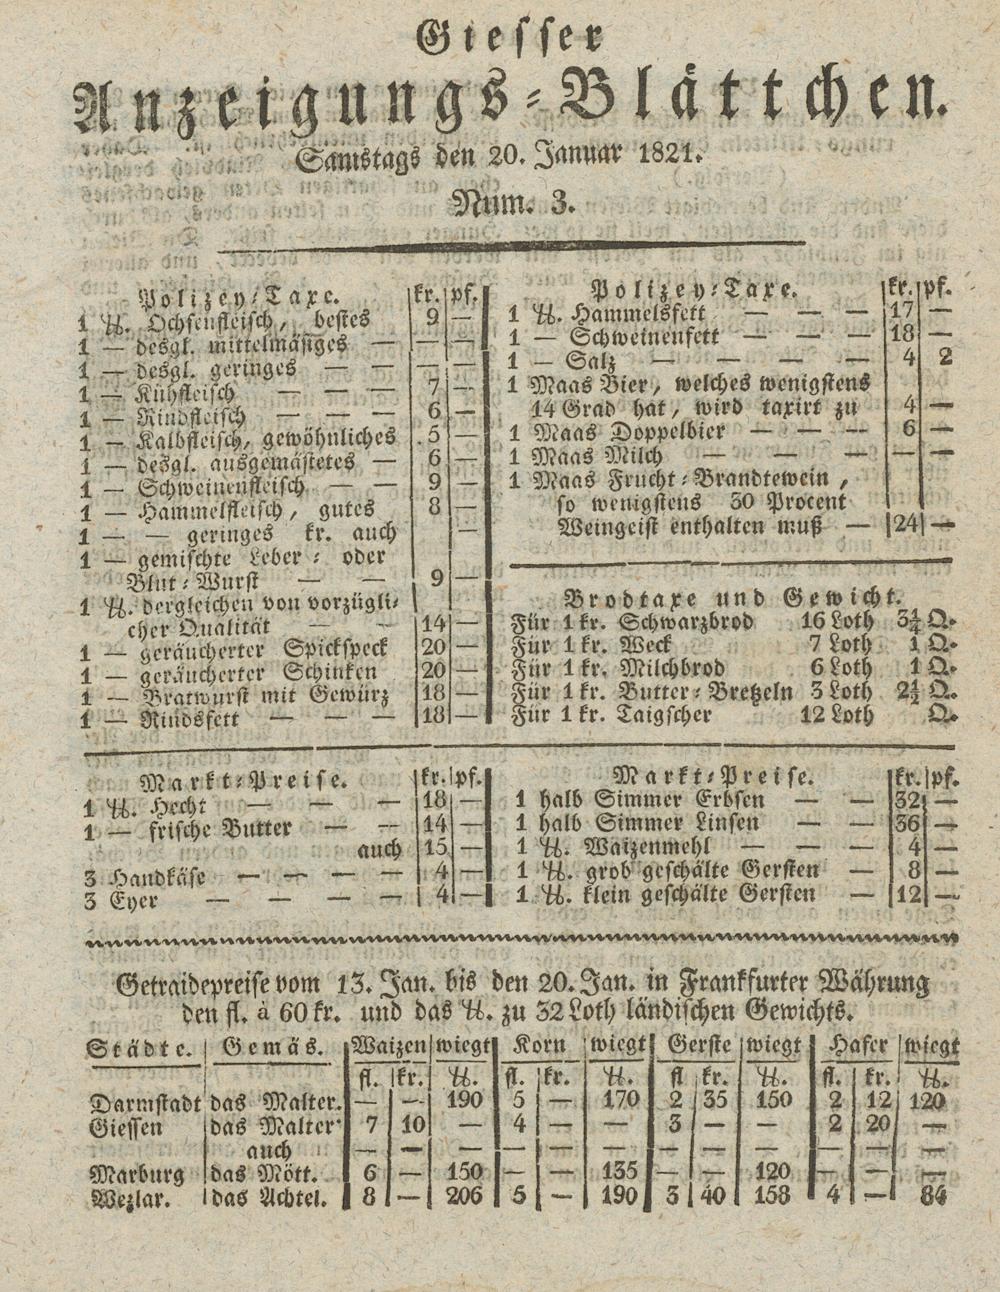 Giesser
Anzeigungs-Blättchen.
Samstags den 20. Januar 1821.
Num. 3.
Polizey-Taxe. kr. pf.
1 ℔. Ochsenfleisch, bestes 9 —
1 — desgl. mittelmäsiges — — —
1 — desgl. geringes — — — —
1 — Kühfleisch — — — 7 —
1 — Rindfleisch — — — 6 —
1 — Kalbfleisch, gewöhnliches 5 —
1 — desgl. ausgemästetes — 6 —
1 — Schweinenfleisch — — 9 —
1 — Hammelfleisch, gutes 8 —
1 — — geringes kr. auch —
1 — gemischte Leber- oder
Blut-Wurst — — 9 —
1 ℔. dergleichen von vorzügli-
cher Qualität — — 14 —
1 — geräucherter Spickspeck 20 —
1 — geräucherter Schinken 20 —
1 — Bratwurst mit Gewürz 18 —
1 — Rindsfett — — — 18 —
Polizey-Taxe. kr. pf.
1 ℔. Hammelsfett — — — 17 —
1 — Schweinenfett — — — 18 —
1 — Salz — — — — 4 2
1 Maas Bier, welches wenigstens
14 Grad hat, wird taxirt zu 4 —
1 Maas Doppelbier — — — 6 —
1 Maas Milch — — — — —
1 Maas Frucht-Brandtewein,
so wenigstens 30 Procent
Weingeist enthalten muß — 24 —
Brodtaxe und Gewicht.
Für 1 kr. Schwarzbrod 16 Loth 3¼ Q.
Für 1 kr. Weck 7 Loth 1 Q.
Für 1 kr. Milchbrod 6 Loth 1 Q.
Für 1 kr. Butter-Bretzeln 3 Loth 2½ Q.
Für 1 kr. Taigscher 12 Loth Q.
Markt-Preise. kr. pf.
1 ℔. Hecht — — — 18 —
1 — frische Butter — — 14 —
auch 15 —
3 Handkäse — — — — 4 —
3 Eyer — — — — 4 —
Markt-Preise. kr. pf.
1 halb Simmer Erbsen — — 32 —
1 halb Simmer Linsen — — 36 —
1 ℔. Waizenmehl — — — 4 —
1 ℔. grob geschälte Gersten — 8 —
1 ℔. klein geschälte Gersten — 12 —
Getraidepreise vom 13. Jan. bis den 20. Jan. in Frankfurter Währung
den fl. à 60 kr. und das ℔. zu 32 Loth ländischen Gewichts.
Städte. Gemäs. Waizen wiegt Korn wiegt Gerste wiegt Hafer wiegt
fl. kr. ℔. fl. kr. ℔. fl kr. ℔. fl. kr. ℔.
Darmstadt das Malter. — — 190 5 — 170 2 35 150 2 12 120
Giessen das Malter 7 10 — 4 — — 3 — — 2 20 —
auch — — — — — — — — — — — —
Marburg das Mött. 6 — 150 — — 135 — — 120 — — —
Wezlar. das Achtel. 8 — 206 5 — 190 3 40 158 4 — 84